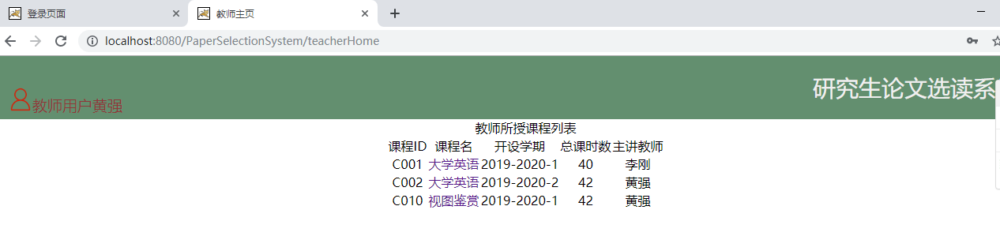 登录页面 教师主页
localhost:8080/PaperSelectionSystem/teacherHome
研究生论文选读系
教师用户黄强
教师所授课程列表
课程ID 课程名 开设学期 总课时数 主讲教师
C001 大学英语 2019-2020-1 40 李刚
C002 大学英语 2019-2020-2 42 黄强
C010 视图鉴赏 2019-2020-1 42 黄强